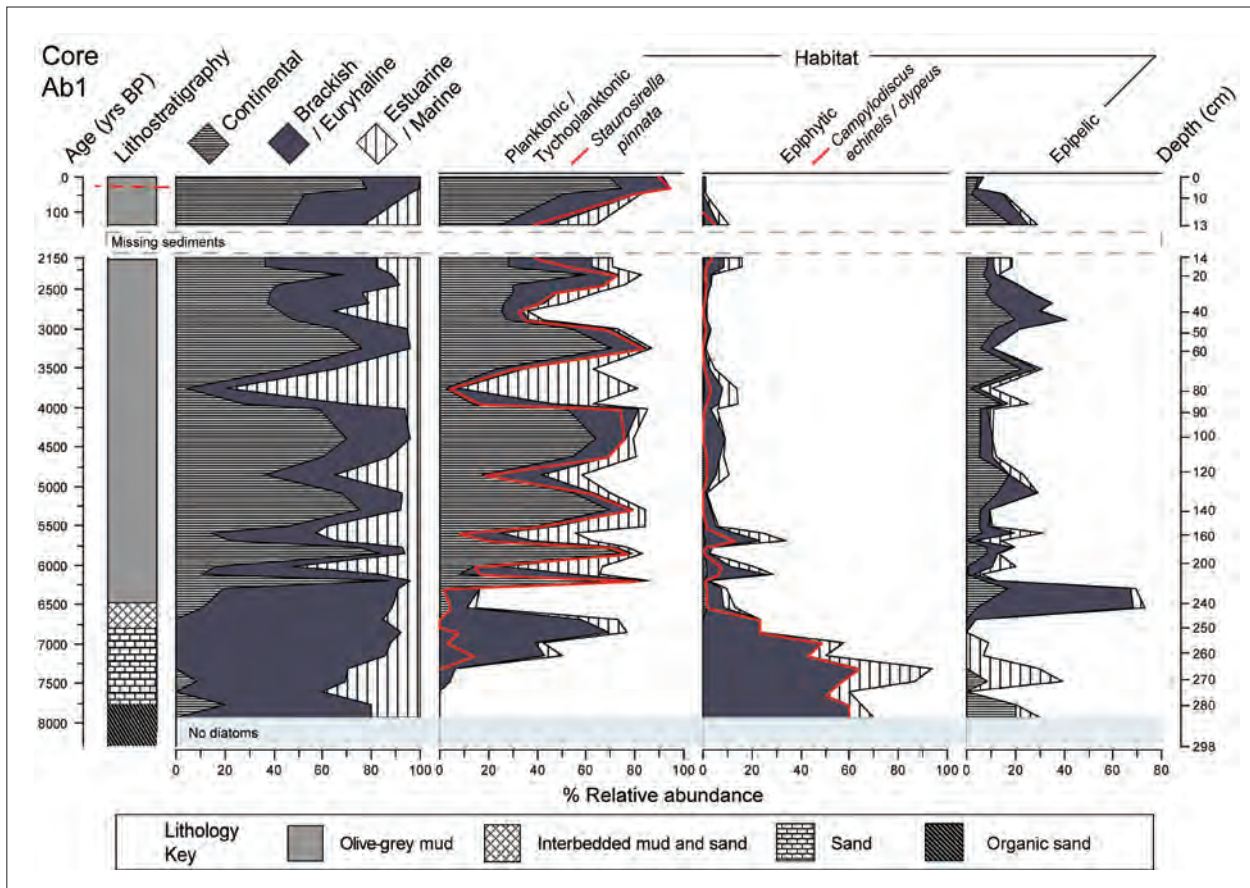 Core
Ab1
Age (yrs BP)
Lithostratigraphy
Continental
Brackish
/ Euryhaline
Estuarine
/ Marine
Habitat
Planktonic /
Tychoplanktonic
Staurosirella
pinnata
Epiphytic
Campylodiscus
echineis / clypeus
Epipelic
Depth (cm)
0
100
Missing sediments
2150
2500
3000
3500
4000
4500
5000
5500
6000
6500
7000
7500
8000
No diatoms
0
10
13
14
20
40
50
60
80
90
100
120
140
160
200
240
250
260
270
280
298
0 20 40 60 80 100 0 20 40 60 80 100 0 20 40 60 80 100 0 20 40 60 80
% Relative abundance
Lithology
Key
Olive-grey mud
Interbedded mud and sand
Sand
Organic sand